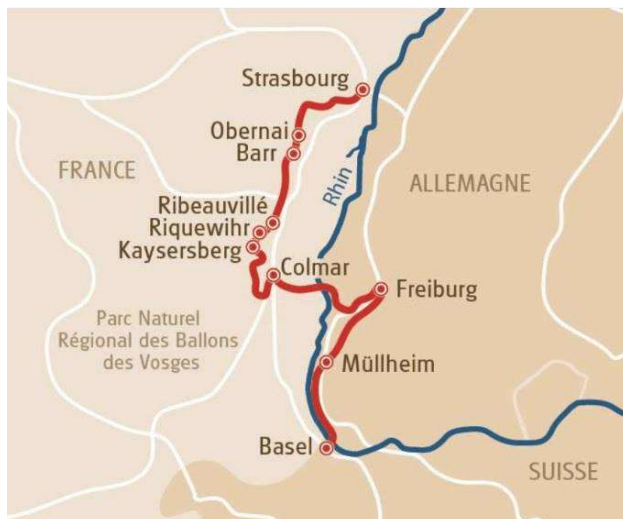 Strasbourg
Obernai
Barr
FRANCE
Rhin
ALLEMAGNE
Ribeauvillé
Riquewihr
Kaysersberg
Colmar
Freiburg
Parc Naturel
Régional des Ballons
des Vosges
Müllheim
Basel
SUISSE